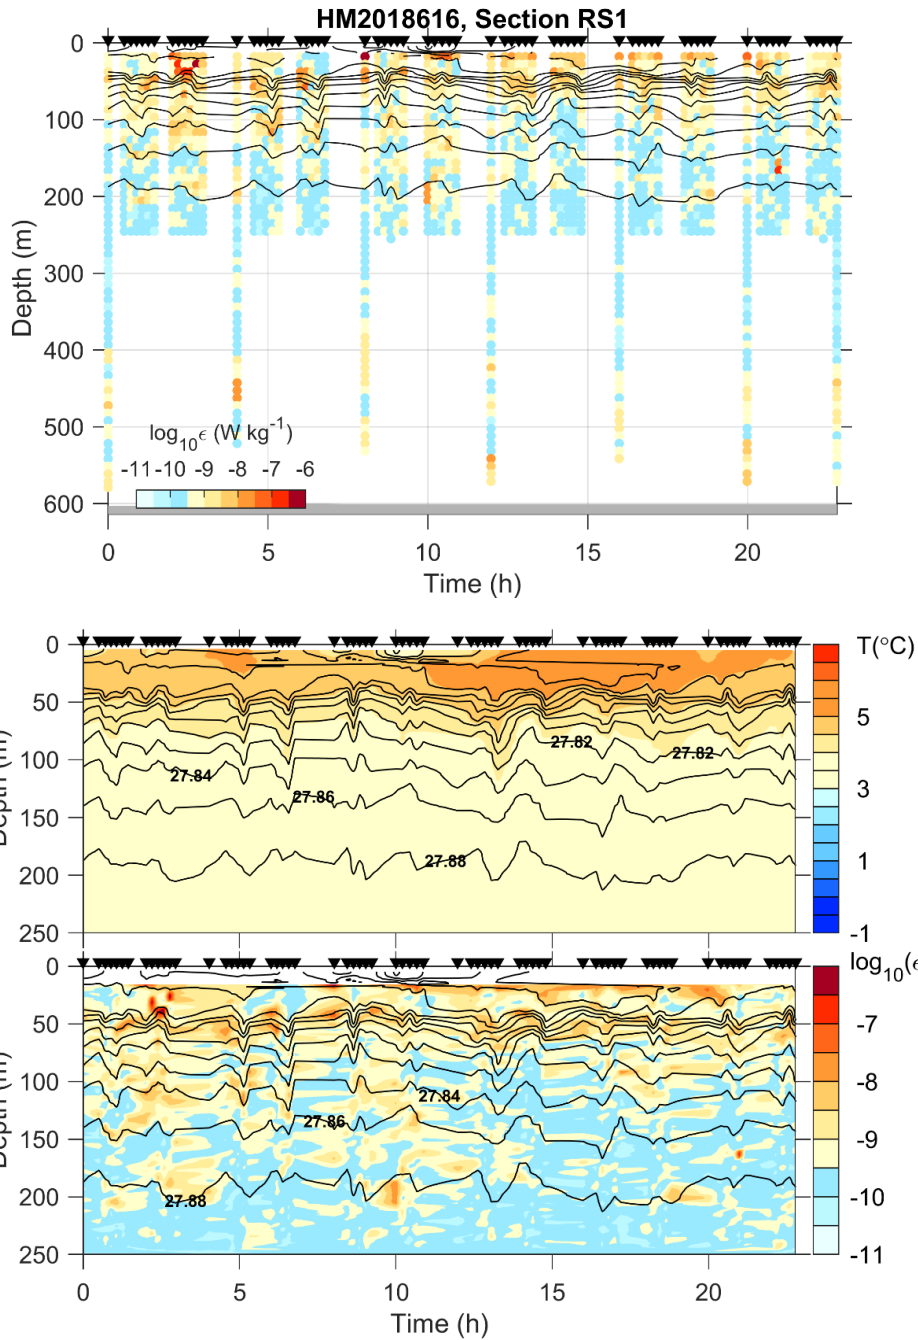 HM2018616, Section RS1
0
100
200
300
400
500
600
Depth (m)
log₁₀ϵ (W kg⁻¹)
-11 -10 -9 -8 -7 -6
0 5 10 15 20
Time (h)
0
50
100
150
200
250
Depth (m)
27.82 27.82
27.84
27.86
27.88
T(°C)
5
3
1
-1
0
50
100
150
200
250
Depth (m)
27.84
27.86
27.88
log₁₀(ϵ
-7
-8
-9
-10
-11
0 5 10 15 20
Time (h)